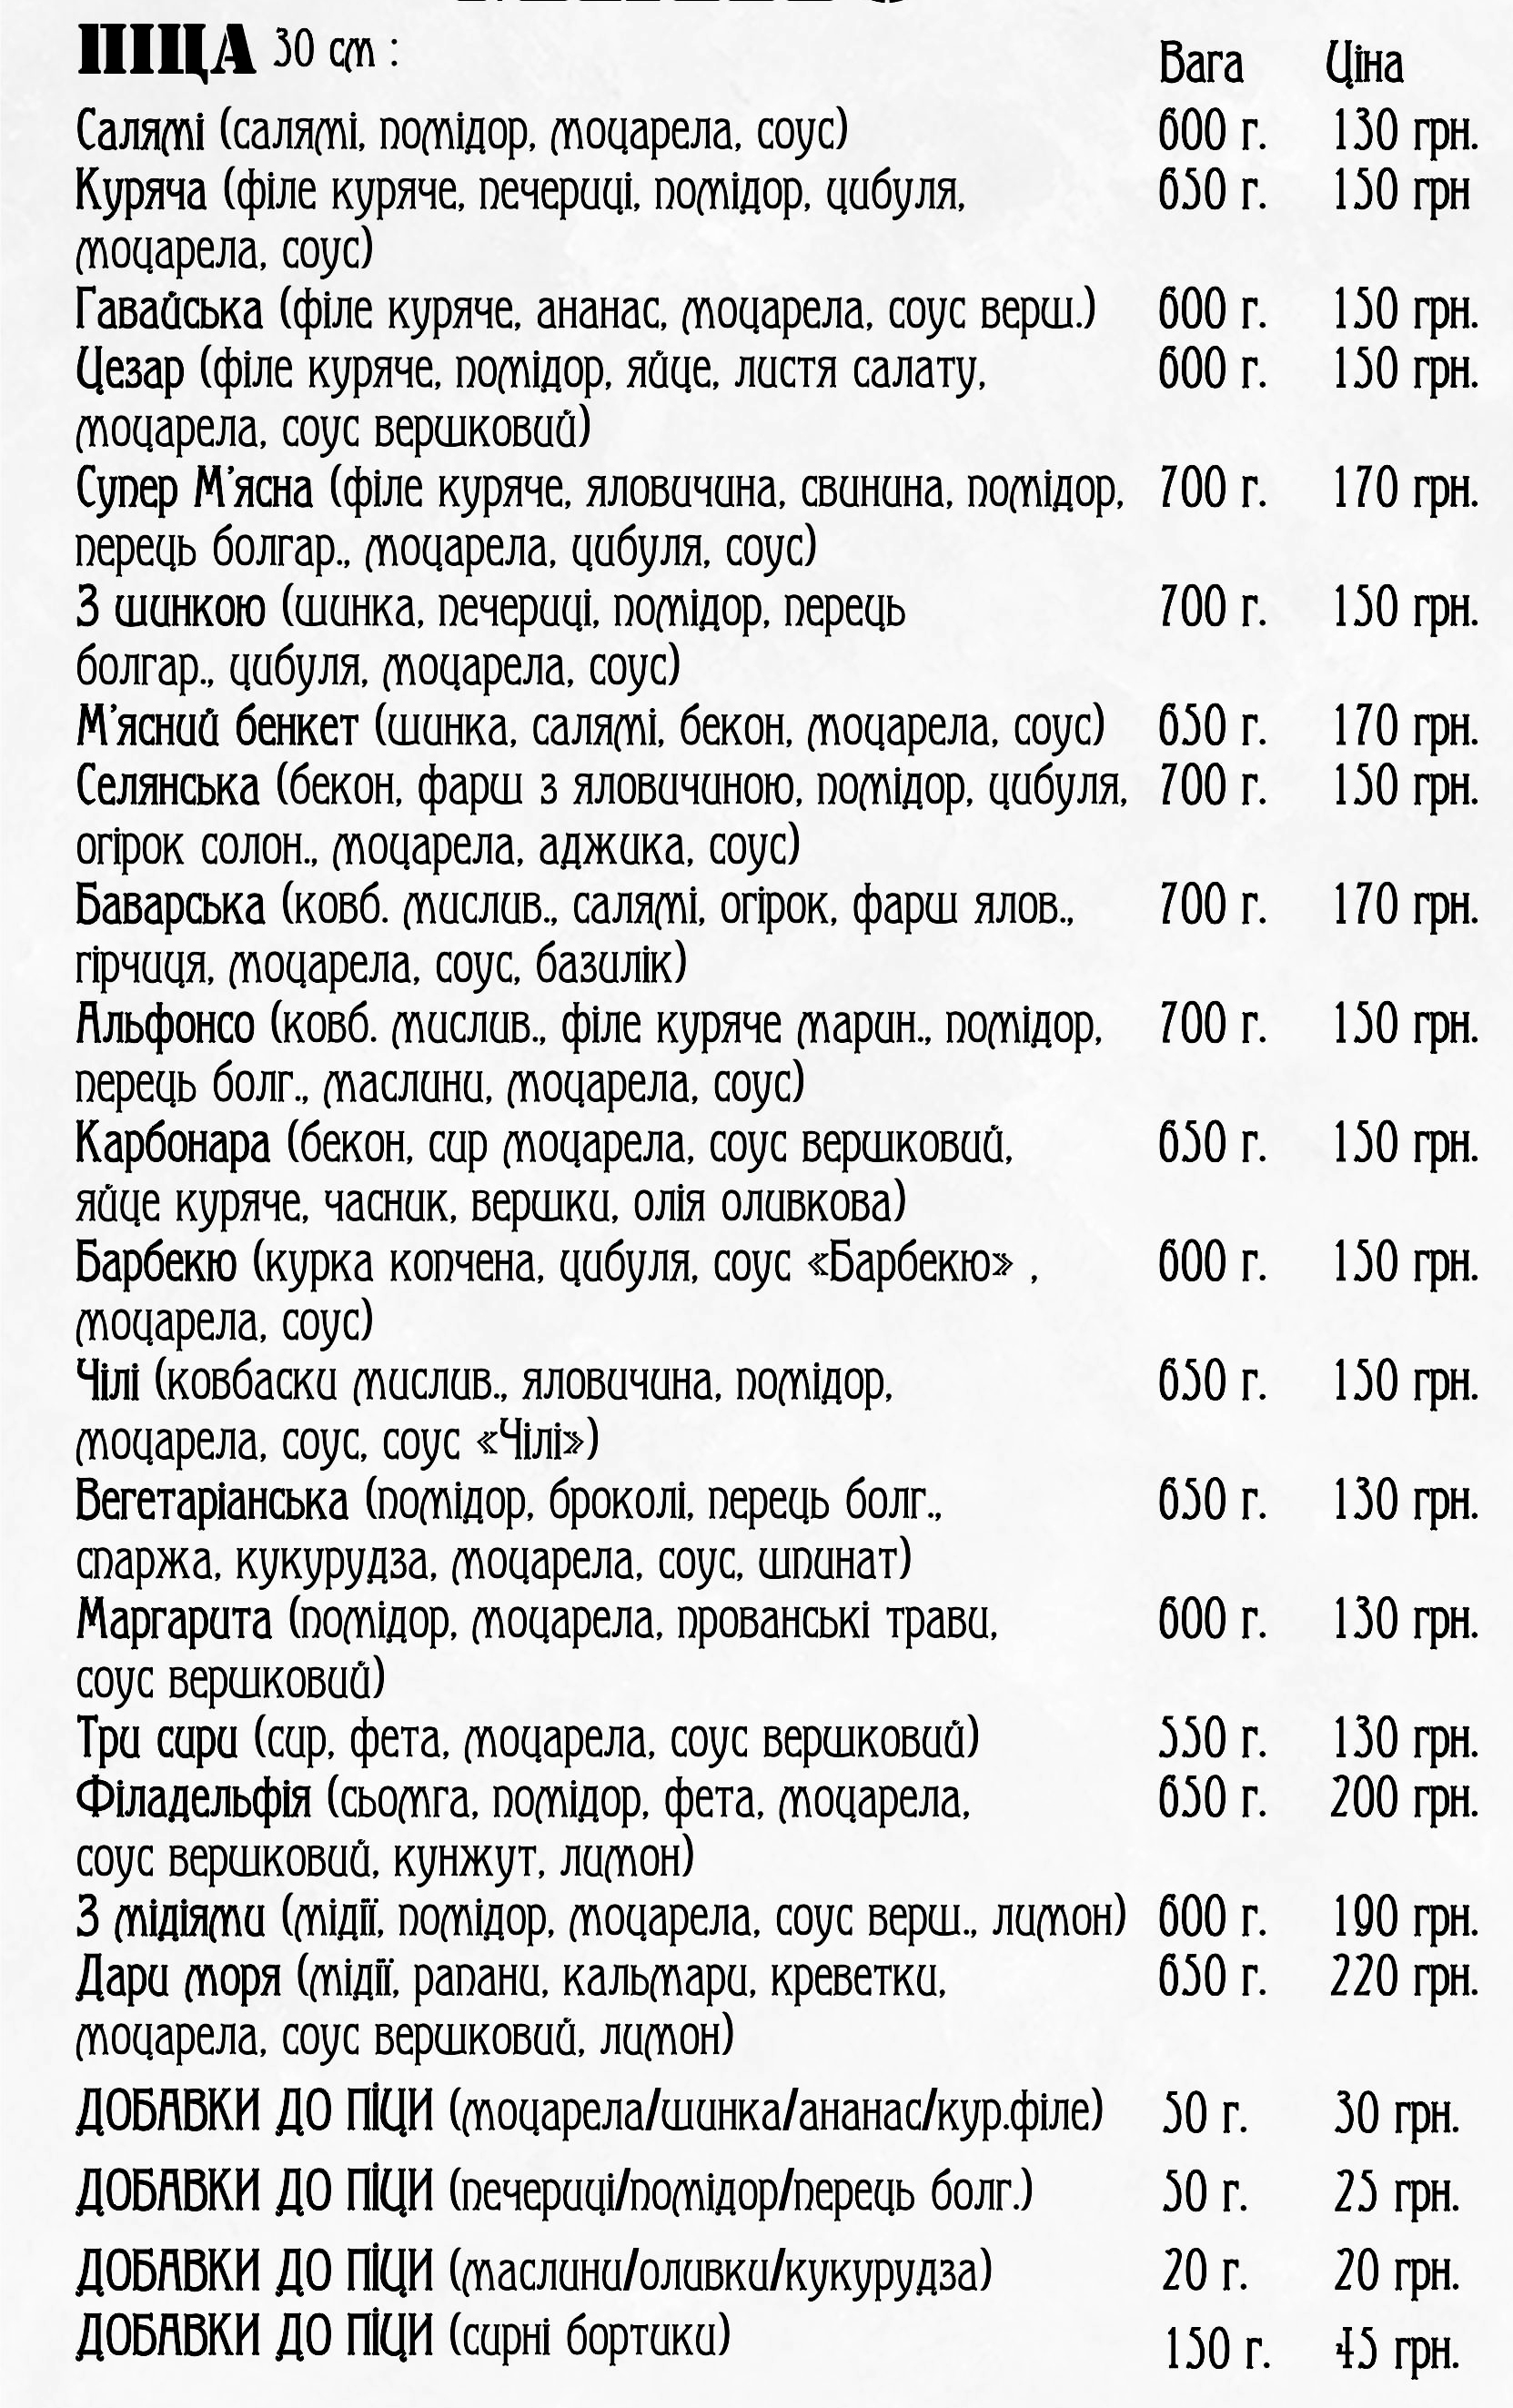 ПІЦА 30 см : Вага Ціна
Салямі (салямі, помідор, моцарела, соус) 600 г. 130 грн.
Куряча (філе куряче, печериці, помідор, цибуля, 650 г. 150 грн
моцарела, соус)
Гавайська (філе куряче, ананас, моцарела, соус верш.) 600 г. 150 грн.
Цезар (філе куряче, помідор, яйце, листя салату, 600 г. 150 грн.
моцарела, соус вершковий)
Супер М'ясна (філе куряче, яловичина, свинина, помідор, 700 г. 170 грн.
перець болгар., моцарела, цибуля, соус)
З шинкою (шинка, печериці, помідор, перець 700 г. 150 грн.
болгар., цибуля, моцарела, соус)
М'ясний бенкет (шинка, салямі, бекон, моцарела, соус) 650 г. 170 грн.
Селянська (бекон, фарш з яловичиною, помідор, цибуля, 700 г. 150 грн.
огірок солон., моцарела, аджика, соус)
Баварська (ковб. мислив., салямі, огірок, фарш ялов., 700 г. 170 грн.
гірчиця, моцарела, соус, базилік)
Альфонсо (ковб. мислив., філе куряче марин., помідор, 700 г. 150 грн.
перець болг., маслини, моцарела, соус)
Карбонара (бекон, сир моцарела, соус вершковий, 650 г. 150 грн.
яйце куряче, часник, вершки, олія оливкова)
Барбекю (курка копчена, цибуля, соус «Барбекю» , 600 г. 150 грн.
моцарела, соус)
Чілі (ковбаски мислив., яловичина, помідор, 650 г. 150 грн.
моцарела, соус, соус «Чілі»)
Вегетаріанська (помідор, броколі, перець болг., 650 г. 130 грн.
спаржа, кукурудза, моцарела, соус, шпинат)
Маргарита (помідор, моцарела, прованські трави, 600 г. 130 грн.
соус вершковий)
Три сири (сир, фета, моцарела, соус вершковий) 550 г. 130 грн.
Філадельфія (сьомга, помідор, фета, моцарела, 650 г. 200 грн.
соус вершковий, кунжут, лимон)
З мідіями (мідії, помідор, моцарела, соус верш., лимон) 600 г. 190 грн.
Дари моря (мідії, рапани, кальмари, креветки, 650 г. 220 грн.
моцарела, соус вершковий, лимон)
ДОБАВКИ ДО ПІЦИ (моцарела/шинка/ананас/кур.філе) 50 г. 30 грн.
ДОБАВКИ ДО ПІЦИ (печериці/помідор/перець болг.) 50 г. 25 грн.
ДОБАВКИ ДО ПІЦИ (маслини/оливки/кукурудза) 20 г. 20 грн.
ДОБАВКИ ДО ПІЦИ (сирні бортики) 150 г. 45 грн.